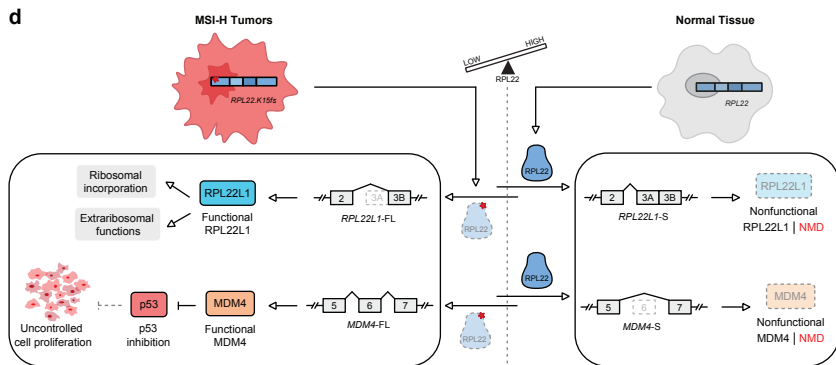 d
MSI-H Tumors
Normal Tissue
LOW
HIGH
RPL22
RPL22.K15fs
RPL22
Ribosomal
incorporation
Extraribosomal
functions
RPL22L1
Functional
RPL22L1
2
3A
3B
RPL22L1-FL
RPL22
RPL22
2
3A
3B
RPL22L1-S
RPL22L1
Nonfunctional
RPL22L1 | NMD
Uncontrolled
cell proliferation
p53
p53
inhibition
MDM4
Functional
MDM4
5
6
7
MDM4-FL
RPL22
RPL22
5
6
7
MDM4-S
MDM4
Nonfunctional
MDM4 | NMD